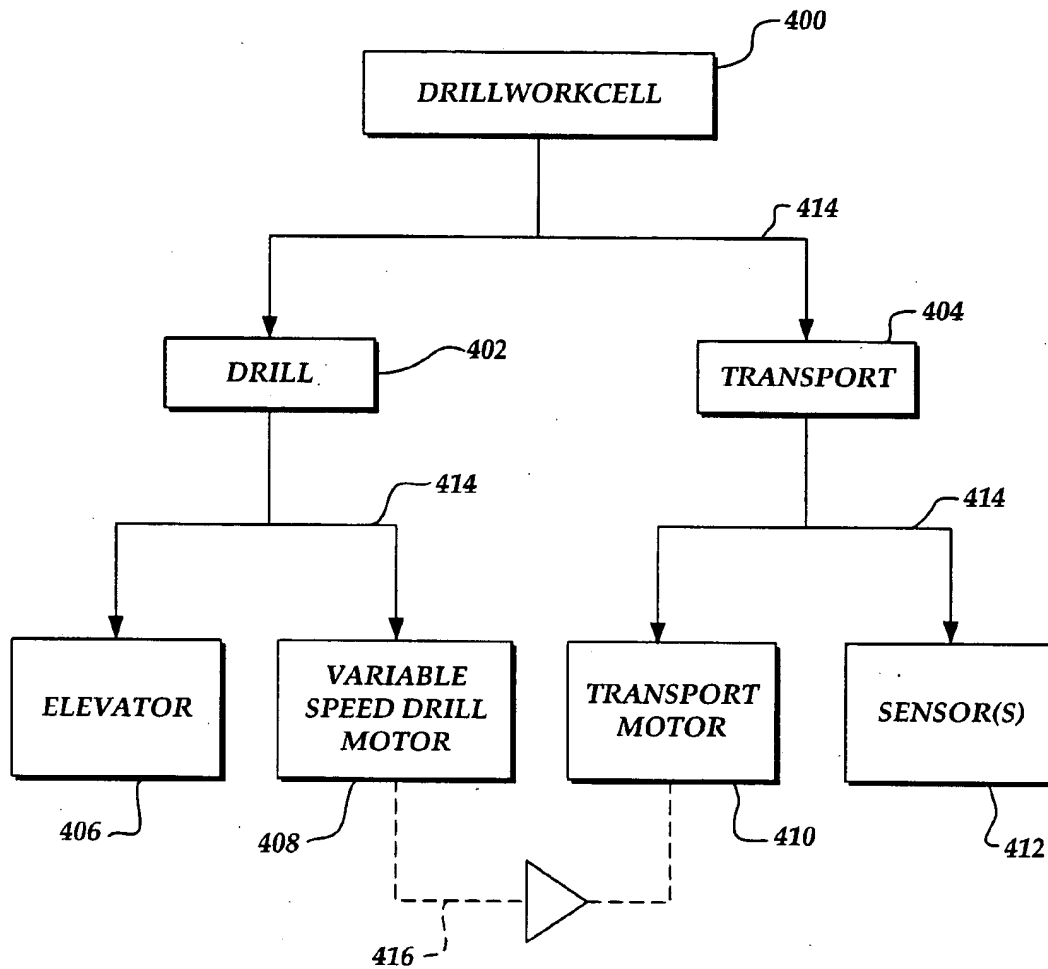 400
DRILLWORKCELL
414
402
DRILL
404
TRANSPORT
414
414
ELEVATOR
VARIABLE
SPEED DRILL
MOTOR
TRANSPORT
MOTOR
SENSOR(S)
406
408
410
412
416